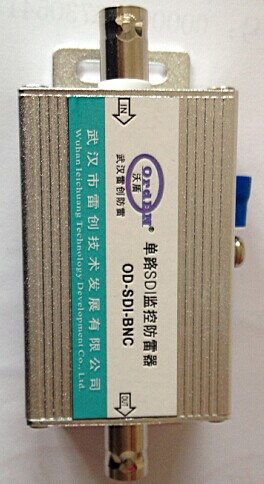 IN
Orden®
沃盾
武汉雷创防雷
单路SDI监控防雷器
OD-SDI-BNC
OUT
武汉市雷创技术发展有限公司
Wuhan leichuang Technology Development Co., Ltd.